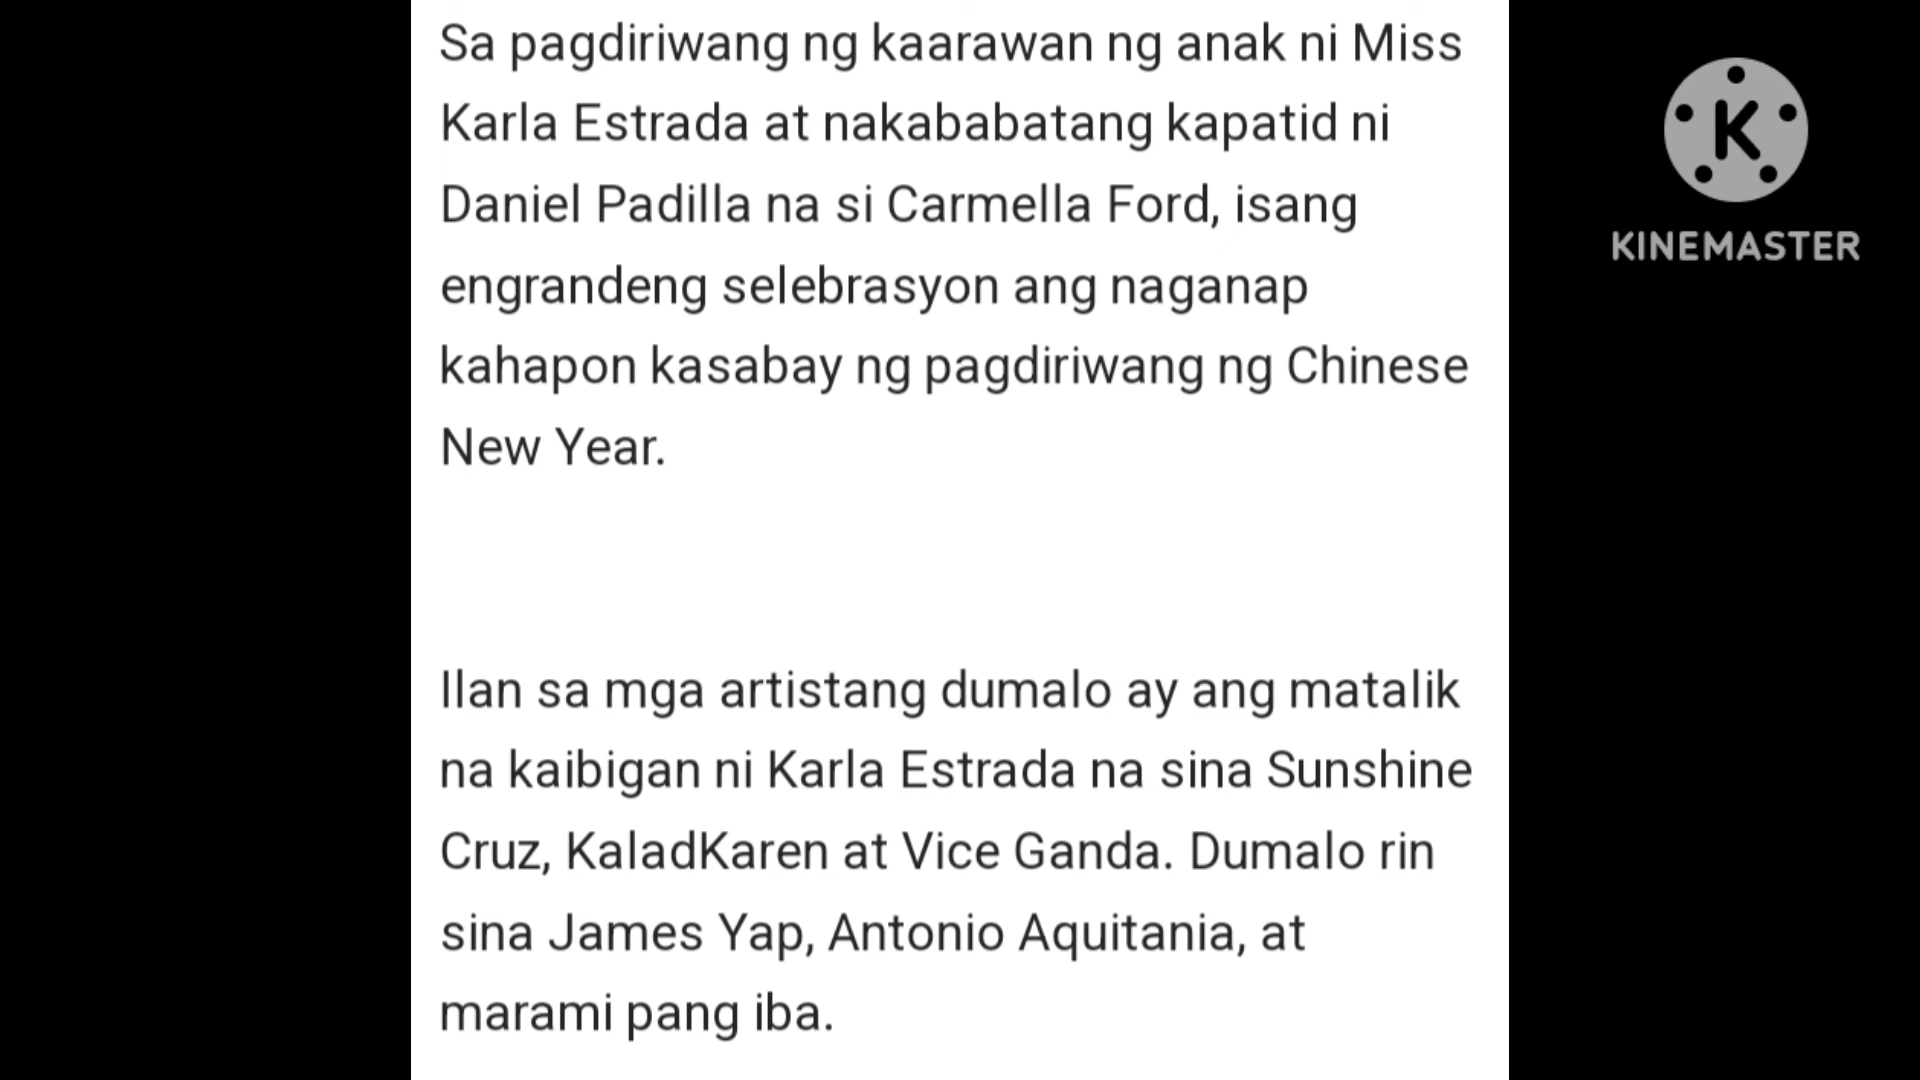 Sa pagdiriwang ng kaarawan ng anak ni Miss
Karla Estrada at nakababatang kapatid ni
Daniel Padilla na si Carmella Ford, isang
engrandeng selebrasyon ang naganap
kahapon kasabay ng pagdiriwang ng Chinese
New Year.
Ilan sa mga artistang dumalo ay ang matalik
na kaibigan ni Karla Estrada na sina Sunshine
Cruz, KaladKaren at Vice Ganda. Dumalo rin
sina James Yap, Antonio Aquitania, at
marami pang iba.
K
KINEMASTER